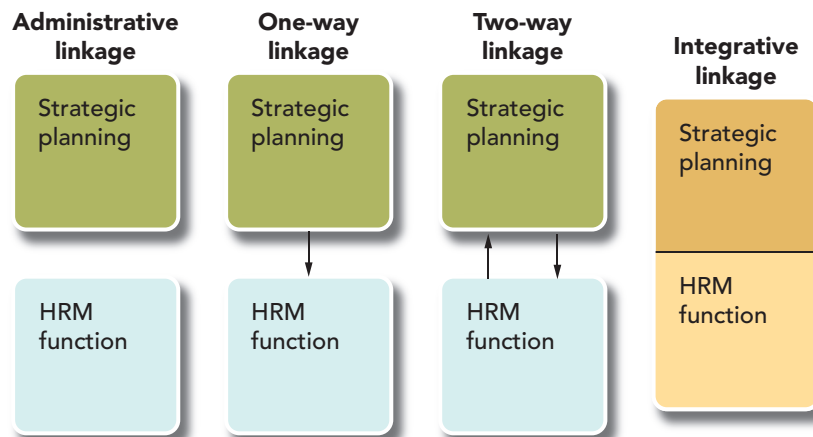 Administrative
linkage
Strategic
planning
HRM
function
One-way
linkage
Strategic
planning
HRM
function
Two-way
linkage
Strategic
planning
HRM
function
Integrative
linkage
Strategic
planning
HRM
function